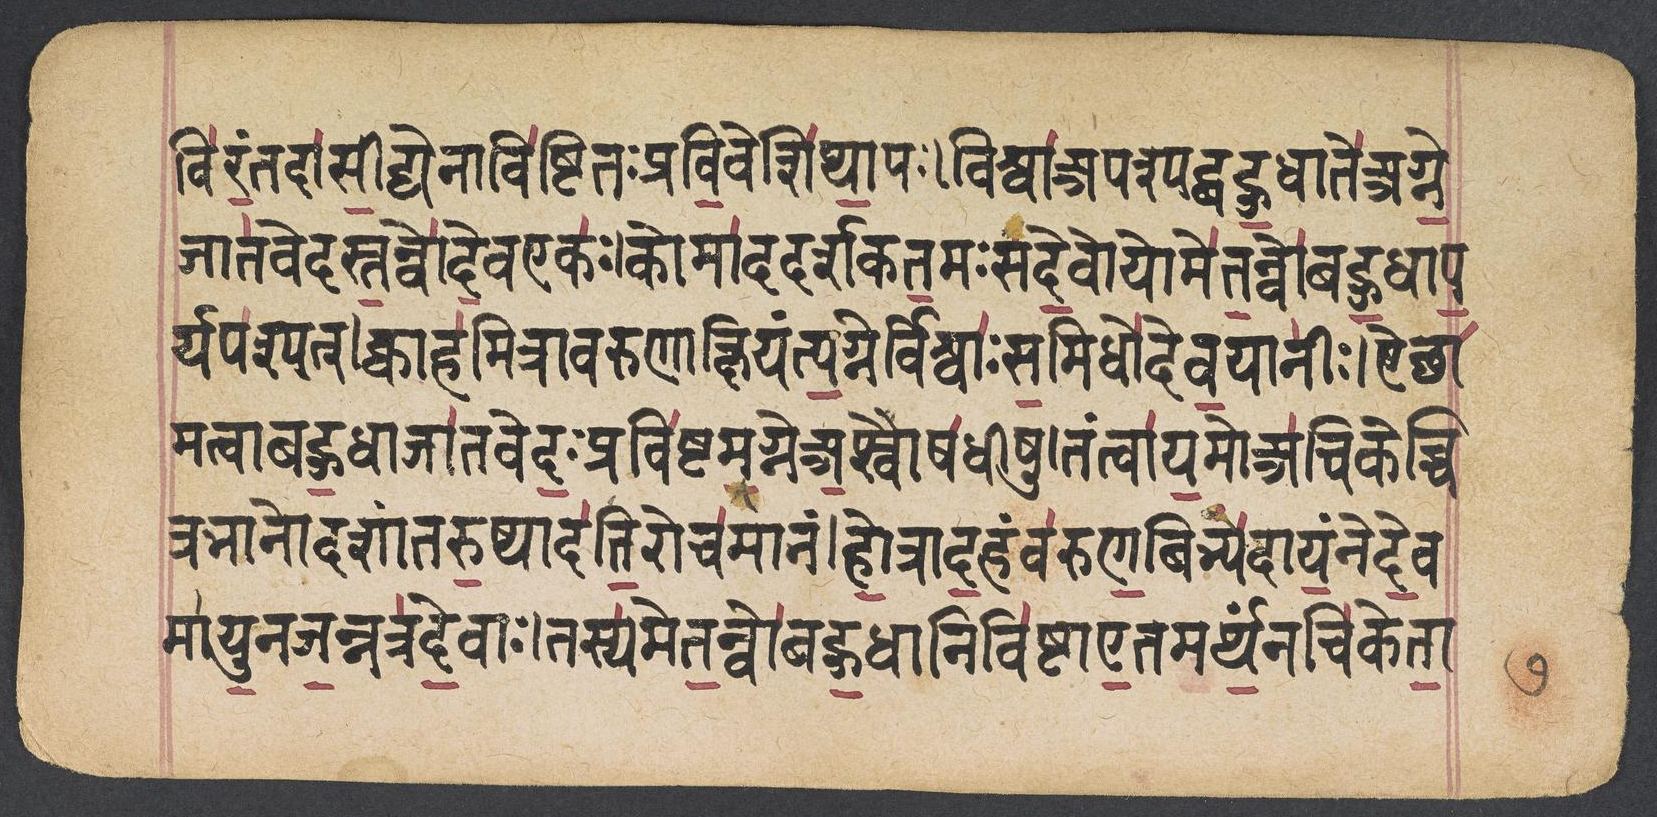 विरंतदासीद्येनाविष्टितःप्रविवेशिथापः।विश्वाअपश्यद्बहुधातेअग्ने
जातवेदस्तन्वोदेवएकः।कोमाददर्शकतमःसदेवोयोमेतन्वोबहुधाप
र्यपश्यत्।क्वाहमित्रावरुणाक्षियंत्यग्नेर्विश्वाःसमिधोदेवयानीः।ऐछा
मत्वाबहुधाजातवेदःप्रविष्टमग्नेअप्स्वोषधीषु।तंत्वायमोअचिकेच्चि
त्रभानोदशांतरुष्यादतिरोचमानं।होत्रादहंवरुणबिभ्यदायंनेदेव
मायुनजन्नत्रदेवाः।तस्यमेतन्वोबहुधानिविष्टाएतमर्थंनचिकेता
७